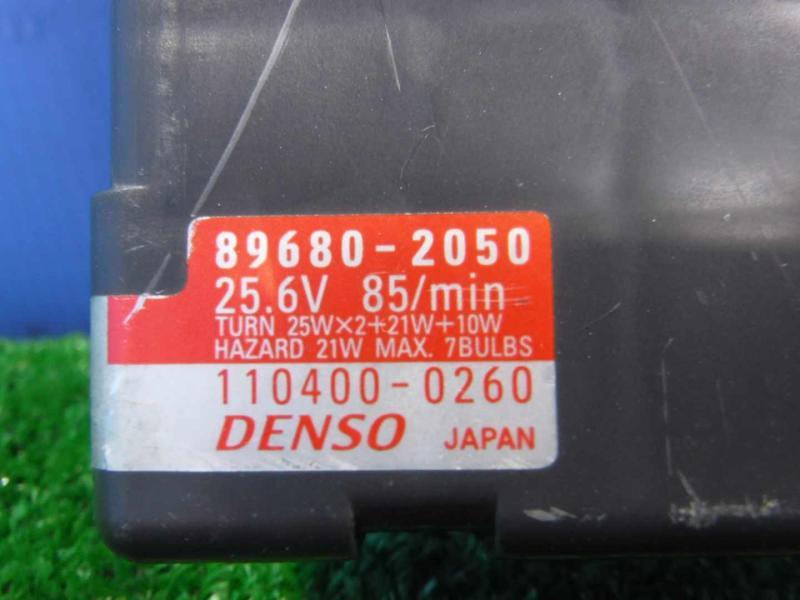 89680-2050
25.6V 85/min
TURN 25W×2+21W+10W
HAZARD 21W MAX. 7BULBS
110400-0260
DENSO JAPAN